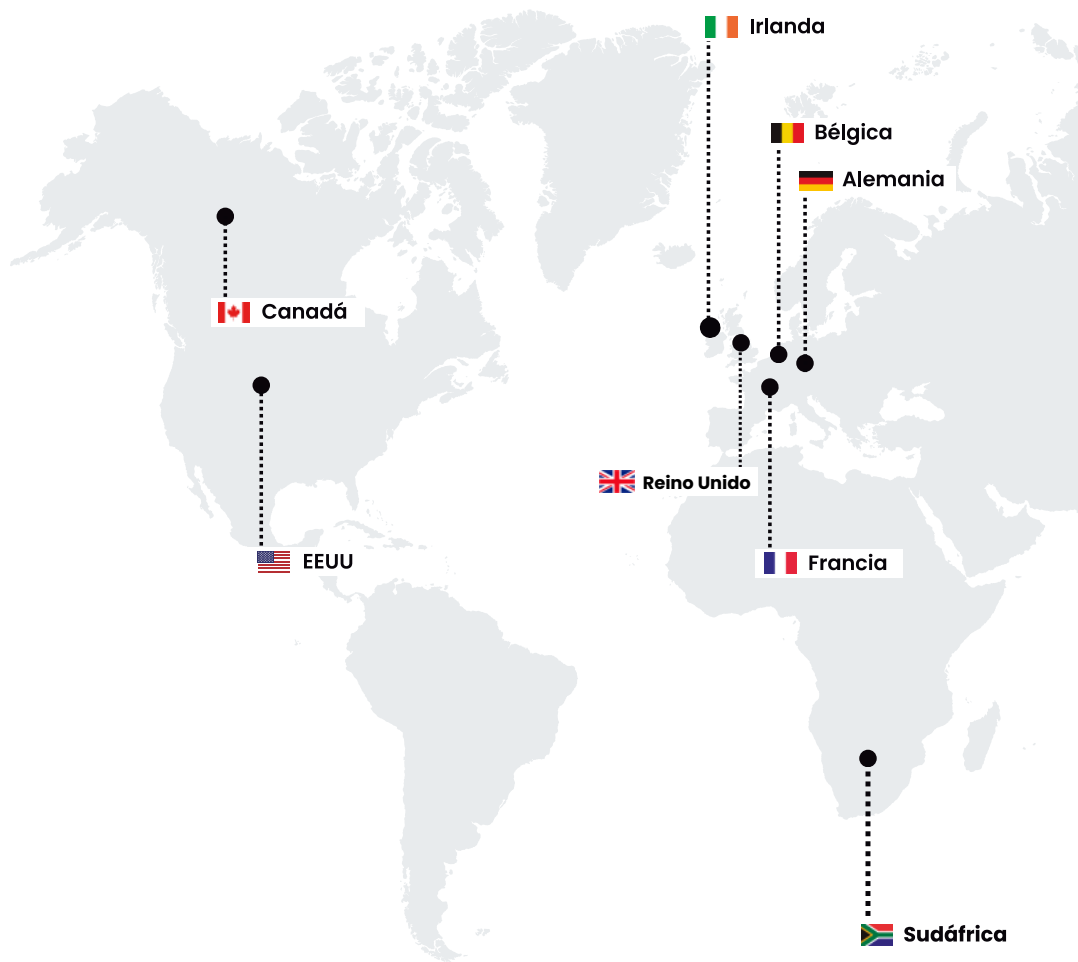 Irlanda
Bélgica
Alemania
Canadá
Reino Unido
EEUU
Francia
Sudáfrica